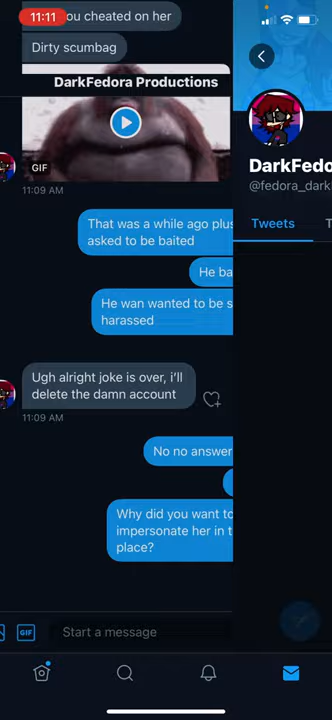 11:11
ou cheated on her
Dirty scumbag
DarkFedora Productions
GIF
11:09 AM
That was a while ago plus
asked to be baited
He ba
He wan wanted to be s
harassed
Ugh alright joke is over, i'll
delete the damn account
11:09 AM
No no answer
Why did you want to
impersonate her in t
place?
GIF
Start a message
DarkFedo
@fedora_dark
Tweets
T